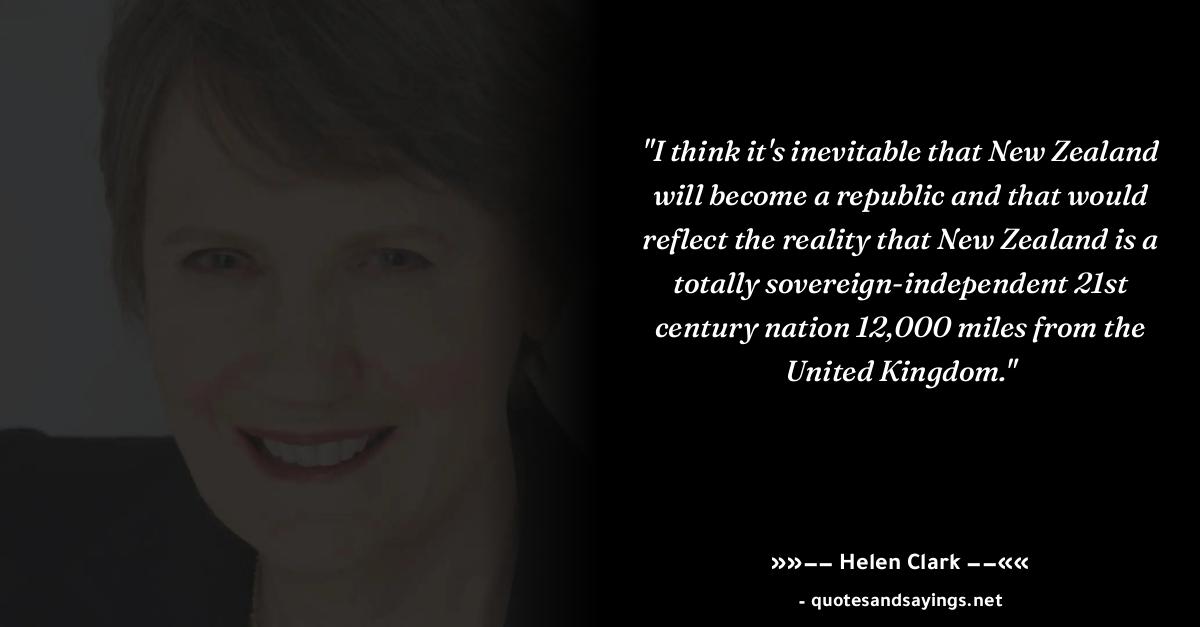 "I think it's inevitable that New Zealand
will become a republic and that would
reflect the reality that New Zealand is a
totally sovereign-independent 21st
century nation 12,000 miles from the
United Kingdom."
»»–– Helen Clark ––««
- quotesandsayings.net